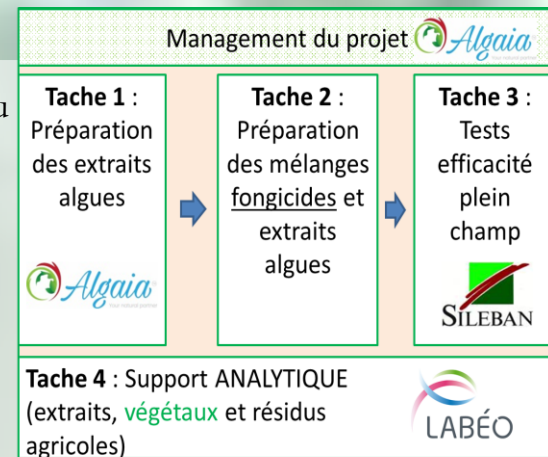 Management du projet Algaia
u
Tache 1 :
Préparation
des extraits
algues
Algaia
Tache 2 :
Préparation
des mélanges
fongicides et
extraits
algues
Tache 3 :
Tests
efficacité
plein
champ
SILEBAN
Tache 4 : Support ANALYTIQUE
(extraits, végétaux et résidus
agricoles)
LABÉO